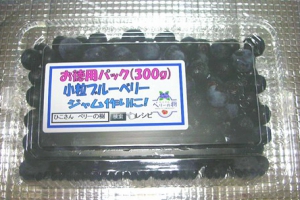 お徳用パック(300g)
小粒ブルーベリー
ジャム作りに!
ひこさん ベリーの樹
レシピ